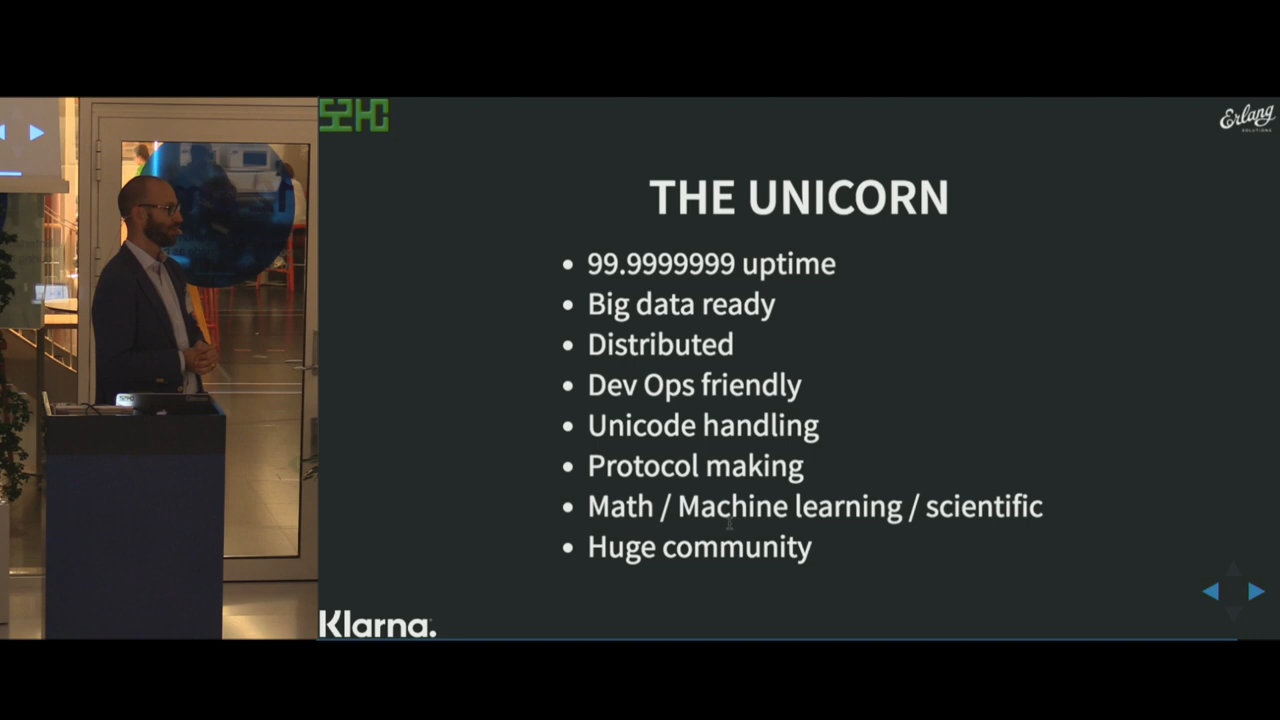 Erlang
SOLUTIONS
THE UNICORN
99.9999999 uptime
Big data ready
Distributed
Dev Ops friendly
Unicode handling
Protocol making
Math / Machine learning / scientific
Huge community
Klarna.